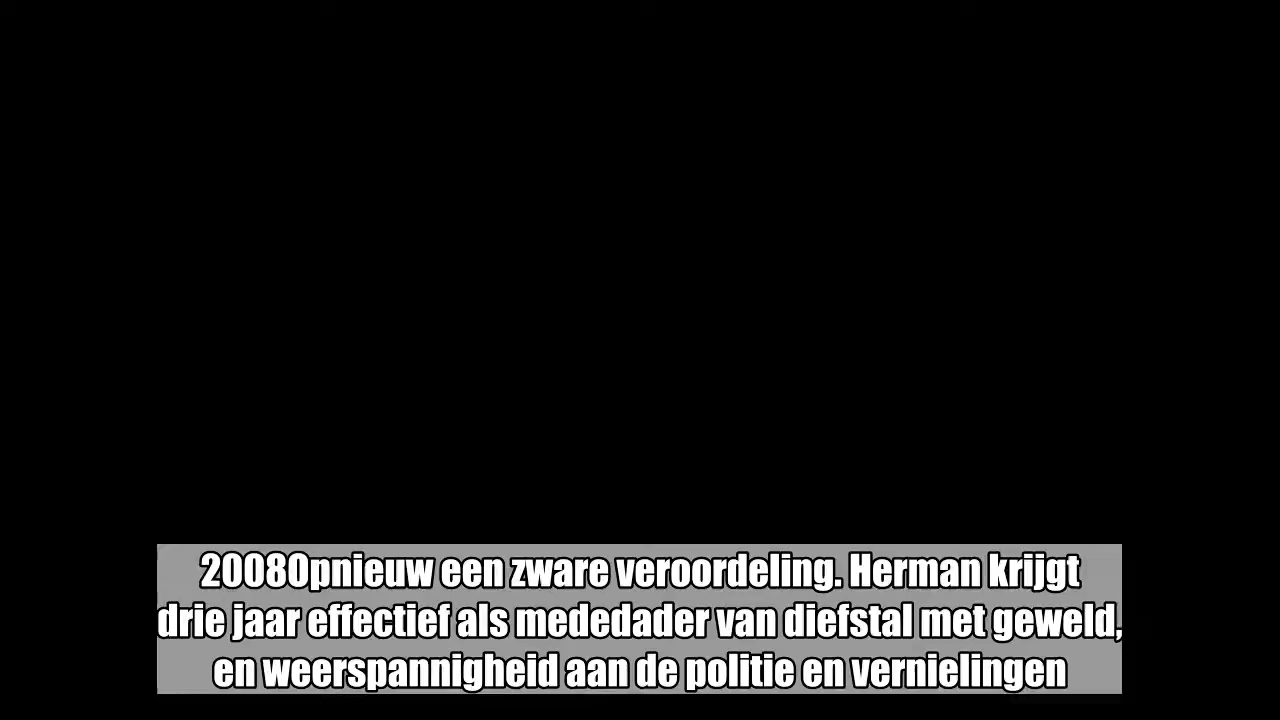 2008Opnieuw een zware veroordeling. Herman krijgt
drie jaar effectief als mededader van diefstal met geweld,
en weerspannigheid aan de politie en vernielingen